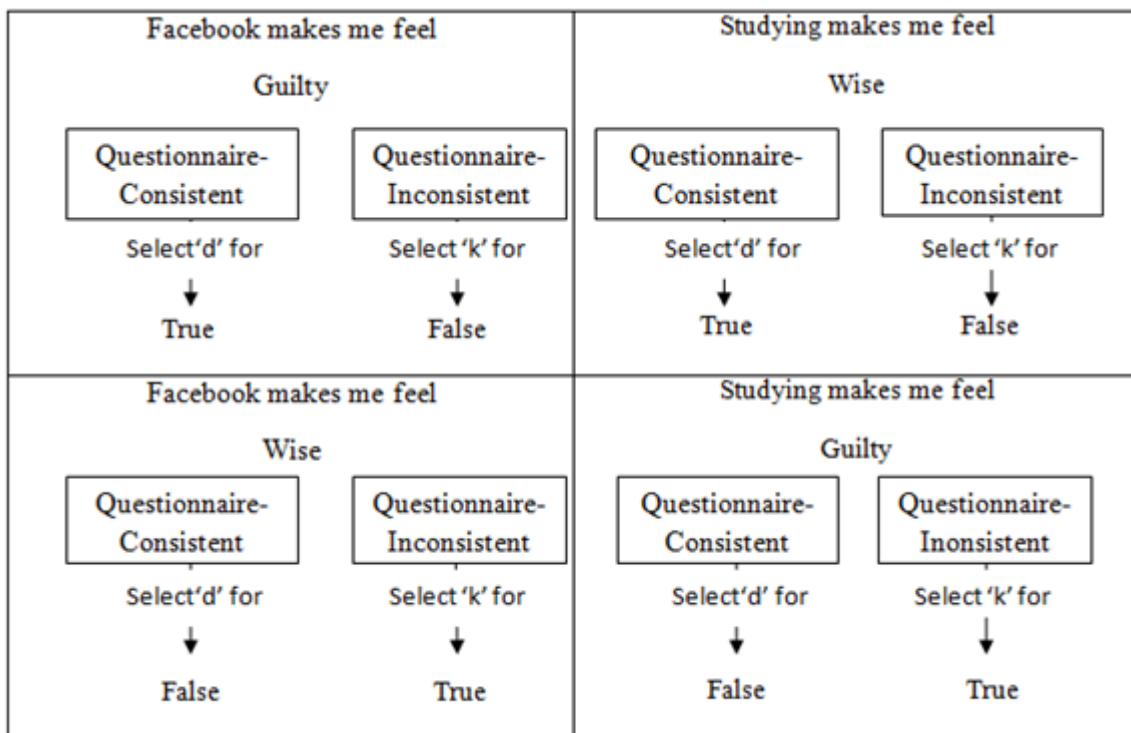 Facebook makes me feel
Guilty
Questionnaire-
Consistent
Select‘d’ for
True
Questionnaire-
Inconsistent
Select ‘k’ for
False
Studying makes me feel
Wise
Questionnaire-
Consistent
Select‘d’ for
True
Questionnaire-
Inconsistent
Select ‘k’ for
False
Facebook makes me feel
Wise
Questionnaire-
Consistent
Select‘d’ for
False
Questionnaire-
Inconsistent
Select ‘k’ for
True
Studying makes me feel
Guilty
Questionnaire-
Consistent
Select‘d’ for
False
Questionnaire-
Inonsistent
Select ‘k’ for
True